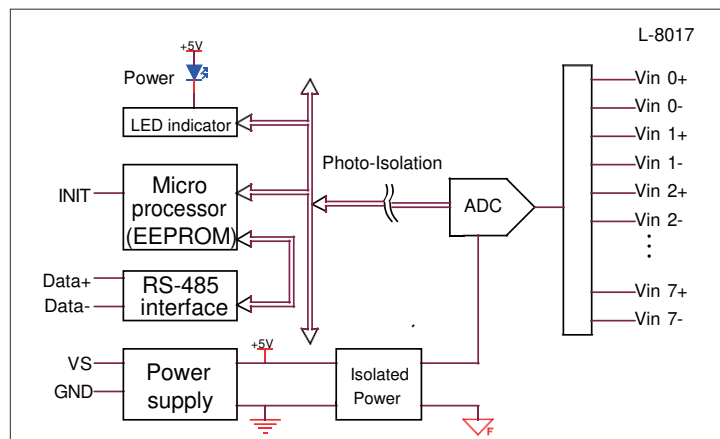 L-8017
+5V
Power
LED indicator
INIT
Micro
processor
(EEPROM)
Data+
Data-
RS-485
interface
VS
GND
Power
supply
+5V
Isolated
Power
F
Photo-Isolation
ADC
Vin 0+
Vin 0-
Vin 1+
Vin 1-
Vin 2+
Vin 2-
⋮
Vin 7+
Vin 7-